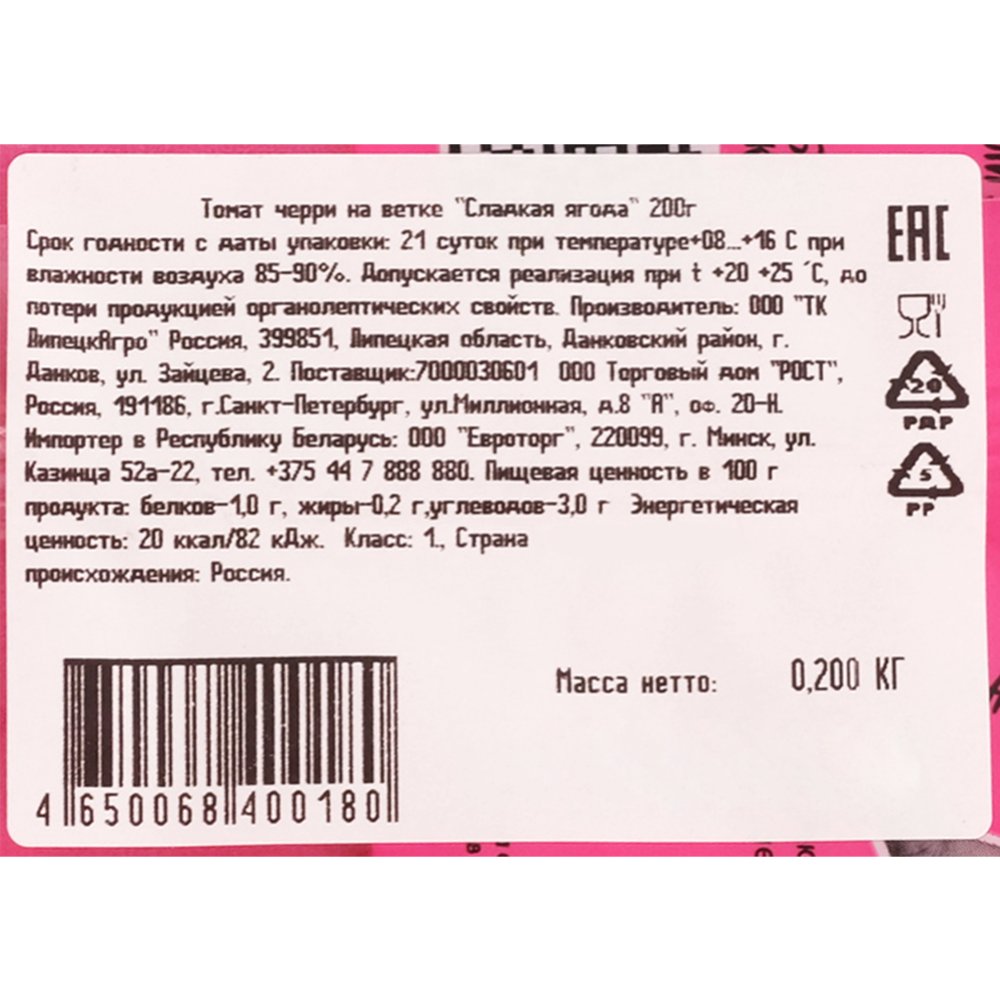 Томат черри на ветке "Сладкая ягода" 200г
Срок годности с даты упаковки: 21 суток при температуре+08...+16 С при
влажности воздуха 85-90%. Допускается реализация при t +20 +25 ´С, до
потери продукцией органолептических свойств. Производитель: ООО "ТК
ЛипецкАгро" Россия, 399851, Липецкая область, Данковский район, г.
Данков, ул. Зайцева, 2. Поставщик:7000030601 ООО Торговый дом "РОСТ",
Россия, 191186, г.Санкт-Петербург, ул.Миллионная, д.8 "А", оф. 20-Н.
Импортер в Республику Беларусь: ООО "Евроторг", 220099, г. Минск, ул.
Казинца 52а-22, тел. +375 44 7 888 880. Пищевая ценность в 100 г
продукта: белков-1,0 г, жиры-0,2 г,углеводов-3,0 г Энергетическая
ценность: 20 ккал/82 кДж. Класс: 1., Страна
происхождения: Россия.
EAC
20
PAP
5
PP
Масса нетто: 0,200 КГ
4 650068 400180